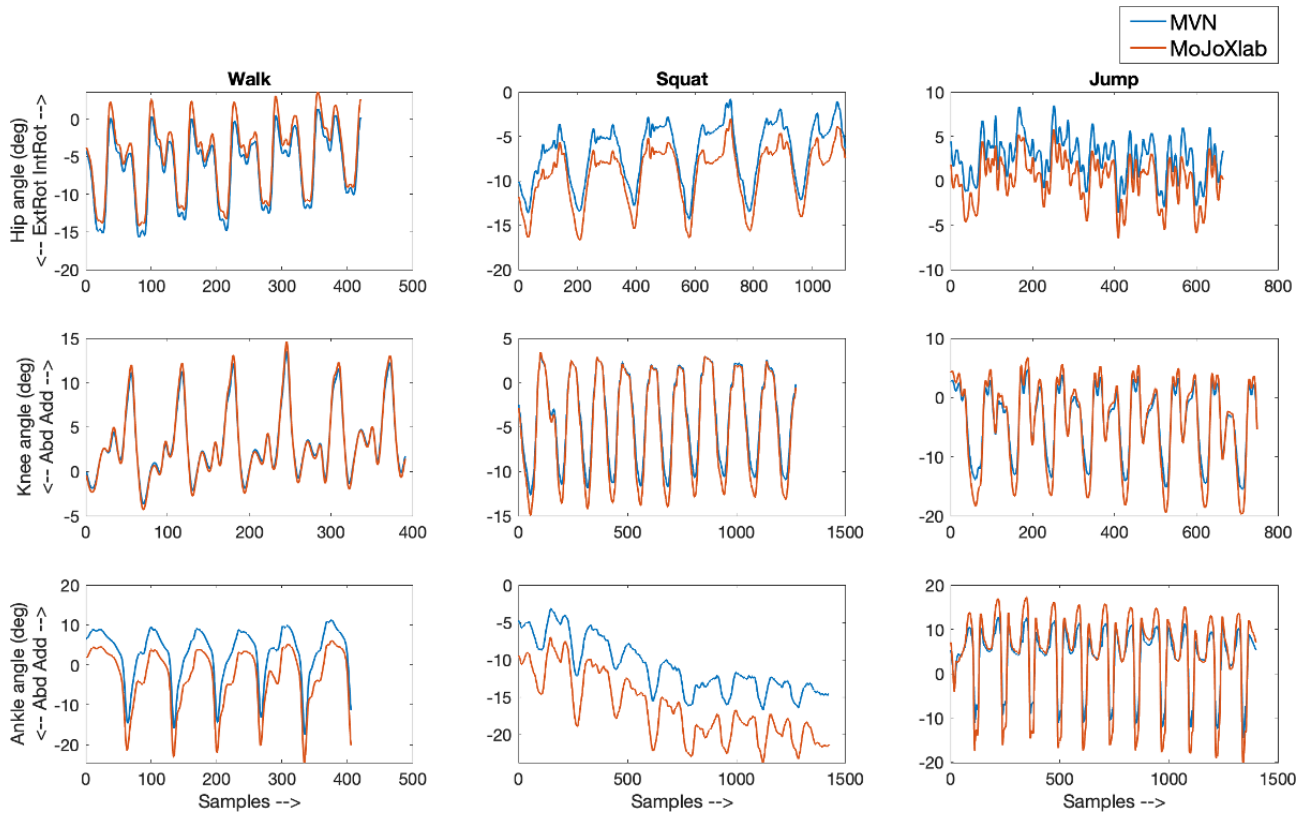 MVN
MoJoXlab
Walk
Squat
Jump
Hip angle (deg)
<-- ExtRot IntRot -->
0
-5
-10
-15
-20
0 100 200 300 400 500
0
-5
-10
-15
-20
0 200 400 600 800 1000
10
5
0
-5
-10
0 200 400 600 800
Knee angle (deg)
<-- Abd Add -->
15
10
5
0
-5
0 100 200 300 400
5
0
-5
-10
-15
0 500 1000 1500
10
0
-10
-20
0 200 400 600 800
Ankle angle (deg)
<-- Abd Add -->
20
10
0
-10
-20
0 100 200 300 400 500
Samples -->
0
-5
-10
-15
-20
0 500 1000 1500
Samples -->
20
10
0
-10
-20
0 500 1000 1500
Samples -->